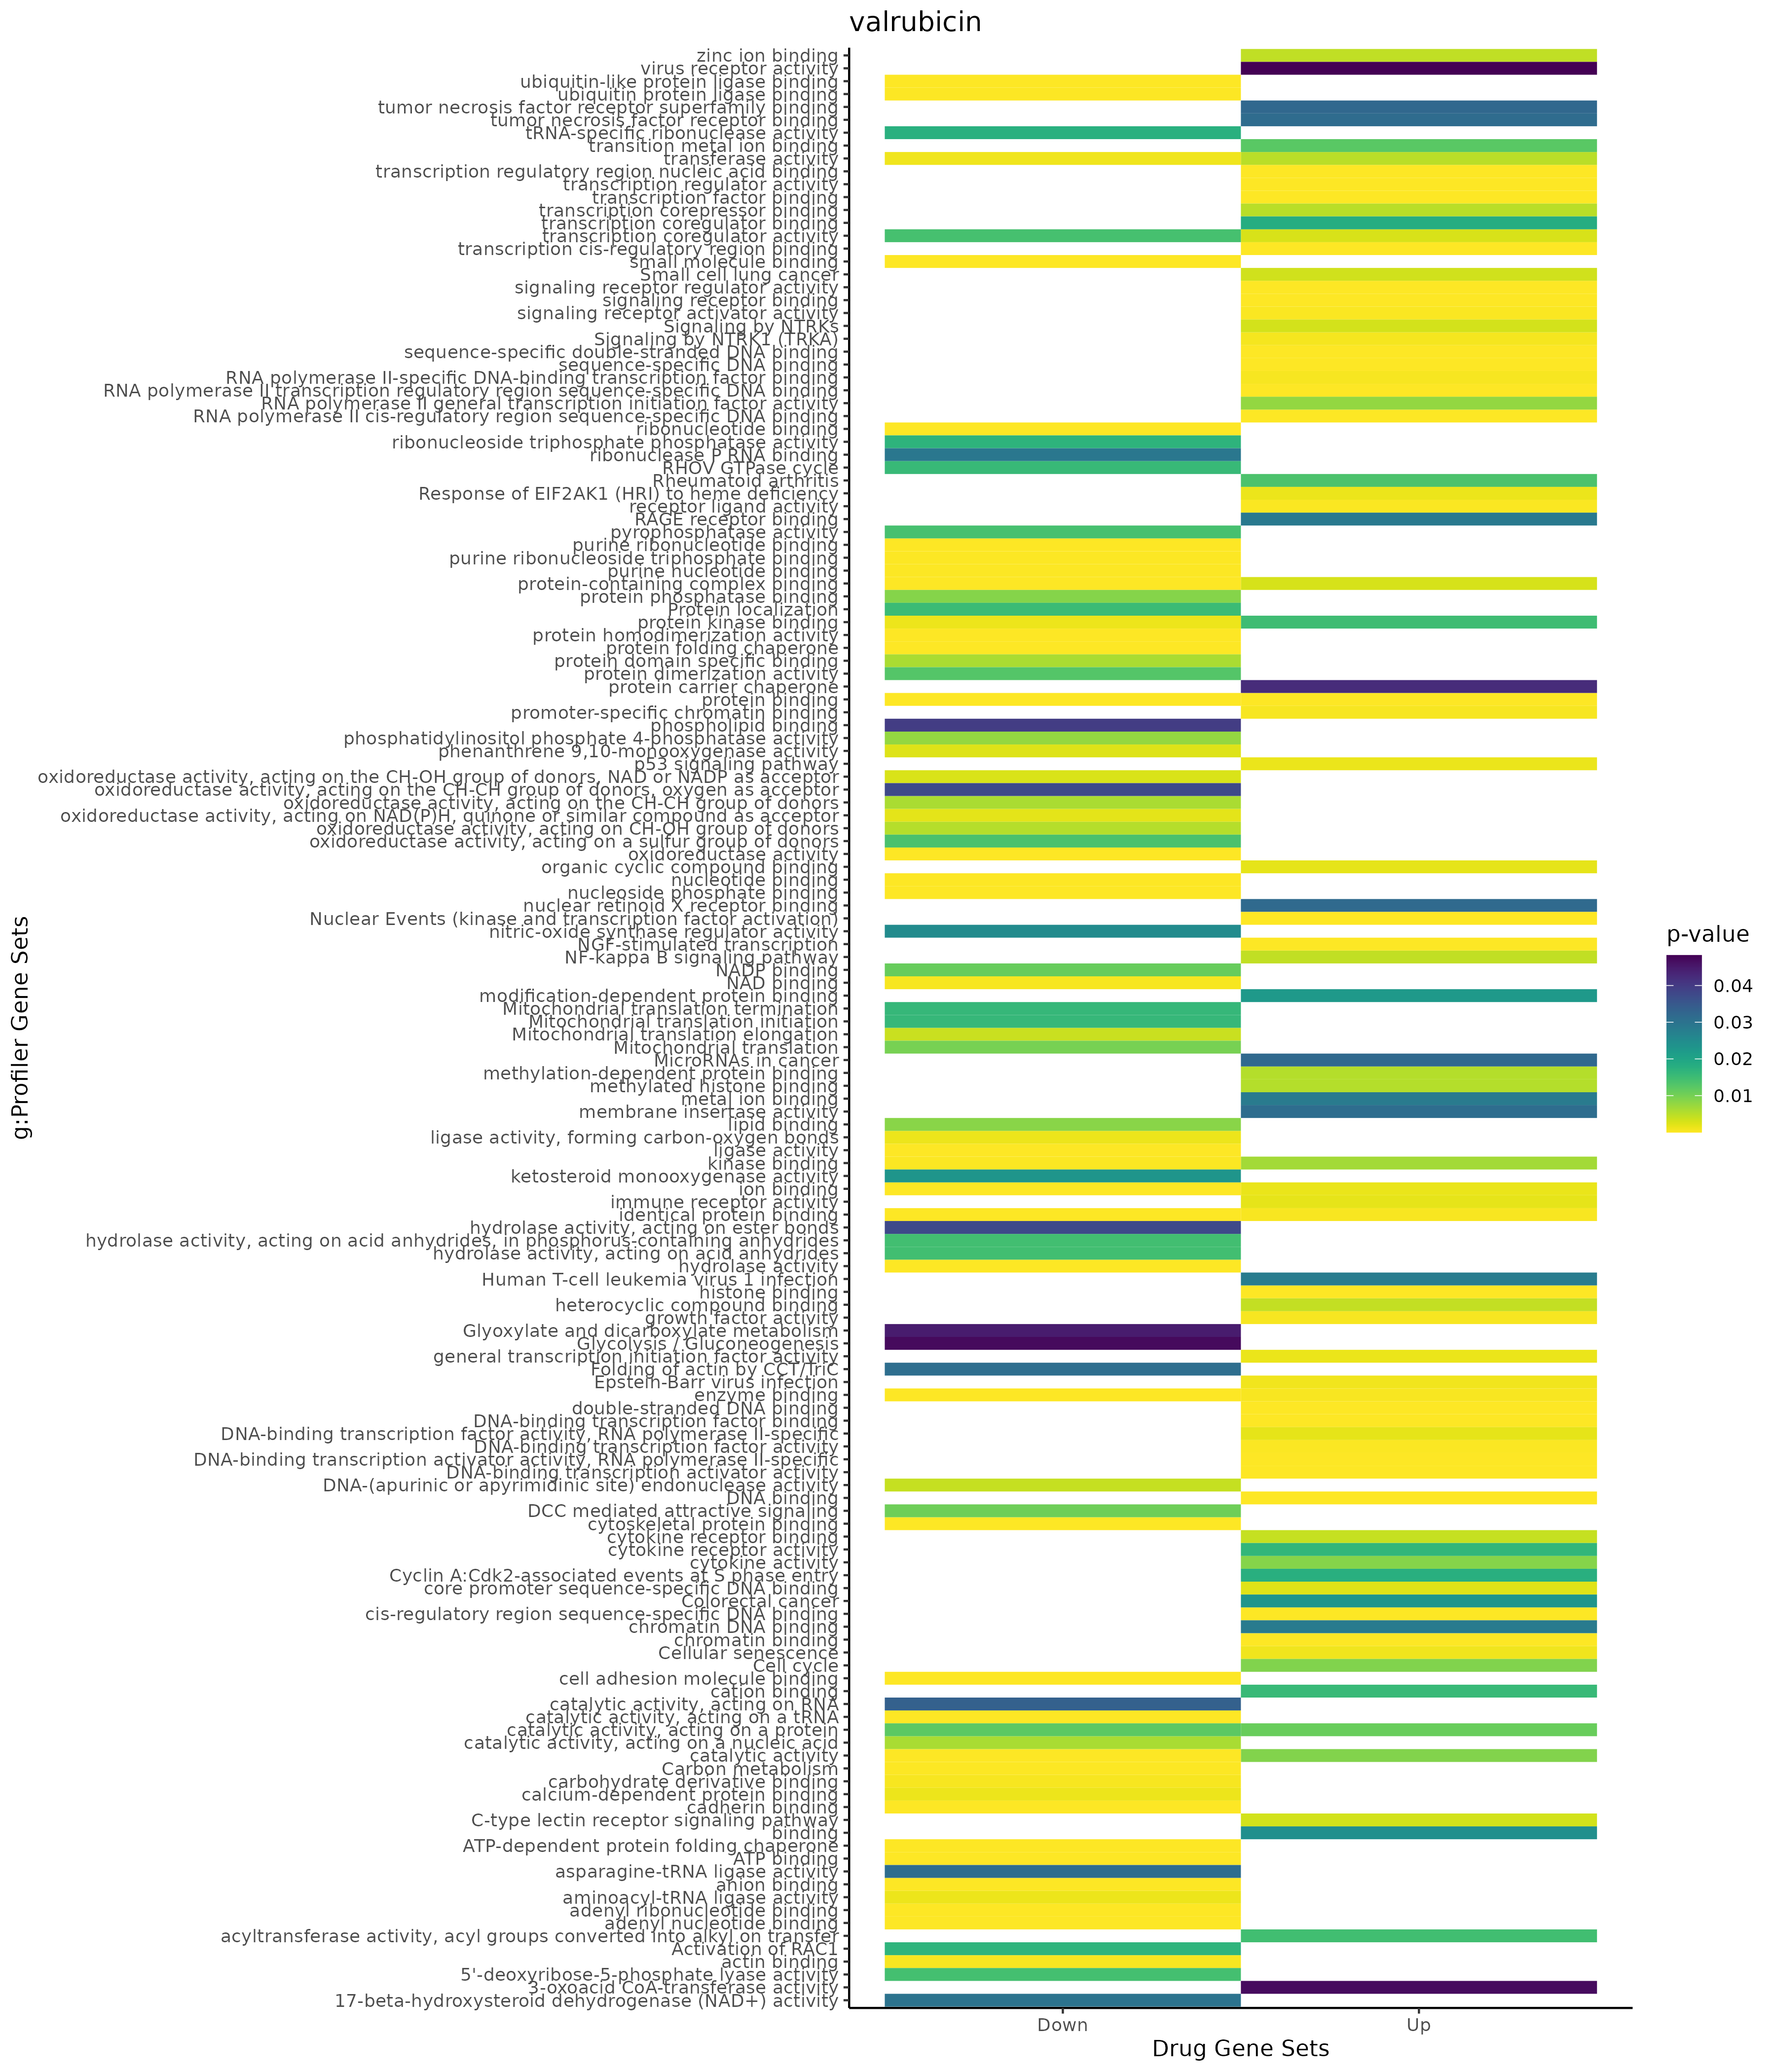 valrubicin
zinc ion binding
virus receptor activity
ubiquitin-like protein ligase binding
ubiquitin protein ligase binding
tumor necrosis factor receptor superfamily binding
tumor necrosis factor receptor binding
tRNA-specific ribonuclease activity
transition metal ion binding
transferase activity
transcription regulatory region nucleic acid binding
transcription regulator activity
transcription factor binding
transcription corepressor binding
transcription coregulator binding
transcription coregulator activity
transcription cis-regulatory region binding
small molecule binding
Small cell lung cancer
signaling receptor regulator activity
signaling receptor binding
signaling receptor activator activity
Signaling by NTRKs
Signaling by NTRK1 (TRKA)
sequence-specific double-stranded DNA binding
sequence-specific DNA binding
RNA polymerase II-specific DNA-binding transcription factor binding
RNA polymerase II transcription regulatory region sequence-specific DNA binding
RNA polymerase II general transcription initiation factor activity
RNA polymerase II cis-regulatory region sequence-specific DNA binding
ribonucleotide binding
ribonucleoside triphosphate phosphatase activity
ribonuclease P RNA binding
RHOV GTPase cycle
Rheumatoid arthritis
Response of EIF2AK1 (HRI) to heme deficiency
receptor ligand activity
RAGE receptor binding
pyrophosphatase activity
purine ribonucleotide binding
purine ribonucleoside triphosphate binding
purine nucleotide binding
protein-containing complex binding
protein phosphatase binding
Protein localization
protein kinase binding
protein homodimerization activity
protein folding chaperone
protein domain specific binding
protein dimerization activity
protein carrier chaperone
protein binding
promoter-specific chromatin binding
phospholipid binding
phosphatidylinositol phosphate 4-phosphatase activity
phenanthrene 9,10-monooxygenase activity
p53 signaling pathway
oxidoreductase activity, acting on the CH-OH group of donors, NAD or NADP as acceptor
oxidoreductase activity, acting on the CH-CH group of donors, oxygen as acceptor
oxidoreductase activity, acting on the CH-CH group of donors
oxidoreductase activity, acting on NAD(P)H, quinone or similar compound as acceptor
oxidoreductase activity, acting on CH-OH group of donors
oxidoreductase activity, acting on a sulfur group of donors
oxidoreductase activity
organic cyclic compound binding
nucleotide binding
nucleoside phosphate binding
nuclear retinoid X receptor binding
Nuclear Events (kinase and transcription factor activation)
nitric-oxide synthase regulator activity
NGF-stimulated transcription
NF-kappa B signaling pathway
NADP binding
NAD binding
modification-dependent protein binding
Mitochondrial translation termination
Mitochondrial translation initiation
Mitochondrial translation elongation
Mitochondrial translation
MicroRNAs in cancer
methylation-dependent protein binding
methylated histone binding
metal ion binding
membrane insertase activity
lipid binding
ligase activity, forming carbon-oxygen bonds
ligase activity
kinase binding
ketosteroid monooxygenase activity
ion binding
immune receptor activity
identical protein binding
hydrolase activity, acting on ester bonds
hydrolase activity, acting on acid anhydrides, in phosphorus-containing anhydrides
hydrolase activity, acting on acid anhydrides
hydrolase activity
Human T-cell leukemia virus 1 infection
histone binding
heterocyclic compound binding
growth factor activity
Glyoxylate and dicarboxylate metabolism
Glycolysis / Gluconeogenesis
general transcription initiation factor activity
Folding of actin by CCT/TriC
Epstein-Barr virus infection
enzyme binding
double-stranded DNA binding
DNA-binding transcription factor binding
DNA-binding transcription factor activity, RNA polymerase II-specific
DNA-binding transcription factor activity
DNA-binding transcription activator activity, RNA polymerase II-specific
DNA-binding transcription activator activity
DNA-(apurinic or apyrimidinic site) endonuclease activity
DNA binding
DCC mediated attractive signaling
cytoskeletal protein binding
cytokine receptor binding
cytokine receptor activity
cytokine activity
Cyclin A:Cdk2-associated events at S phase entry
core promoter sequence-specific DNA binding
Colorectal cancer
cis-regulatory region sequence-specific DNA binding
chromatin DNA binding
chromatin binding
Cellular senescence
Cell cycle
cell adhesion molecule binding
cation binding
catalytic activity, acting on RNA
catalytic activity, acting on a tRNA
catalytic activity, acting on a protein
catalytic activity, acting on a nucleic acid
catalytic activity
Carbon metabolism
carbohydrate derivative binding
calcium-dependent protein binding
cadherin binding
C-type lectin receptor signaling pathway
binding
ATP-dependent protein folding chaperone
ATP binding
asparagine-tRNA ligase activity
anion binding
aminoacyl-tRNA ligase activity
adenyl ribonucleotide binding
adenyl nucleotide binding
acyltransferase activity, acyl groups converted into alkyl on transfer
Activation of RAC1
actin binding
5'-deoxyribose-5-phosphate lyase activity
3-oxoacid CoA-transferase activity
17-beta-hydroxysteroid dehydrogenase (NAD+) activity
Down
Up
Drug Gene Sets
g:Profiler Gene Sets
p-value
0.04
0.03
0.02
0.01